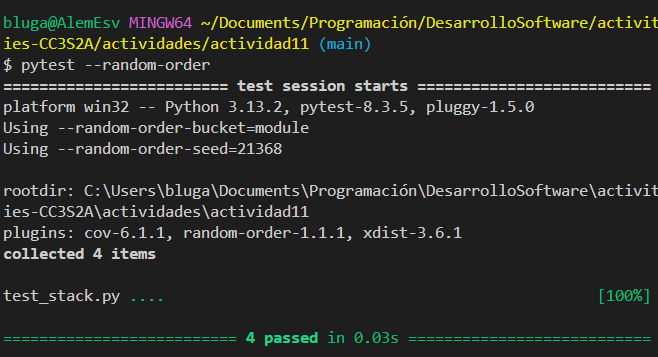 bluga@AlemEsv MINGW64 ~/Documents/Programación/DesarrolloSoftware/activit
ies-CC3S2A/actividades/actividad11 (main)
$ pytest --random-order
========================= test session starts ==========================
platform win32 -- Python 3.13.2, pytest-8.3.5, pluggy-1.5.0
Using --random-order-bucket=module
Using --random-order-seed=21368
rootdir: C:\Users\bluga\Documents\Programación\DesarrolloSoftware\activit
ies-CC3S2A\actividades\actividad11
plugins: cov-6.1.1, random-order-1.1.1, xdist-3.6.1
collected 4 items
test_stack.py .... [100%]
========================== 4 passed in 0.03s ===========================